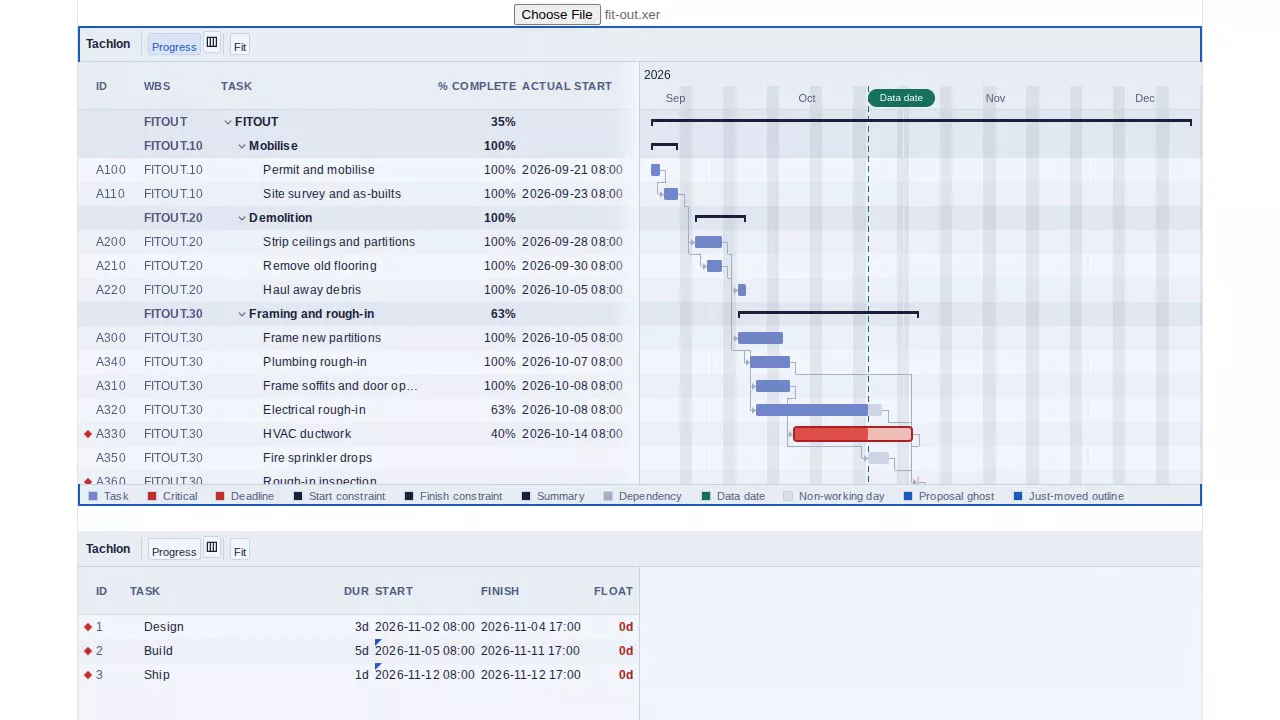 Choose File fit-out.xer
Tachlon Progress Fit
ID WBS TASK % COMPLETE ACTUAL START
2026
Sep Oct Data date Nov Dec
FITOUT FITOUT 35%
FITOUT.10 Mobilise 100%
A100 FITOUT.10 Permit and mobilise 100% 2026-09-21 08:00
A110 FITOUT.10 Site survey and as-builts 100% 2026-09-23 08:00
FITOUT.20 Demolition 100%
A200 FITOUT.20 Strip ceilings and partitions 100% 2026-09-28 08:00
A210 FITOUT.20 Remove old flooring 100% 2026-09-30 08:00
A220 FITOUT.20 Haul away debris 100% 2026-10-05 08:00
FITOUT.30 Framing and rough-in 63%
A300 FITOUT.30 Frame new partitions 100% 2026-10-05 08:00
A340 FITOUT.30 Plumbing rough-in 100% 2026-10-07 08:00
A310 FITOUT.30 Frame soffits and door op… 100% 2026-10-08 08:00
A320 FITOUT.30 Electrical rough-in 63% 2026-10-08 08:00
A330 FITOUT.30 HVAC ductwork 40% 2026-10-14 08:00
A350 FITOUT.30 Fire sprinkler drops
A360 FITOUT.30 Rough-in inspection
Task Critical Deadline Start constraint Finish constraint Summary Dependency Data date Non-working day Proposal ghost Just-moved outline
Tachlon Progress Fit
ID TASK DUR START FINISH FLOAT
1 Design 3d 2026-11-02 08:00 2026-11-04 17:00 0d
2 Build 5d 2026-11-05 08:00 2026-11-11 17:00 0d
3 Ship 1d 2026-11-12 08:00 2026-11-12 17:00 0d